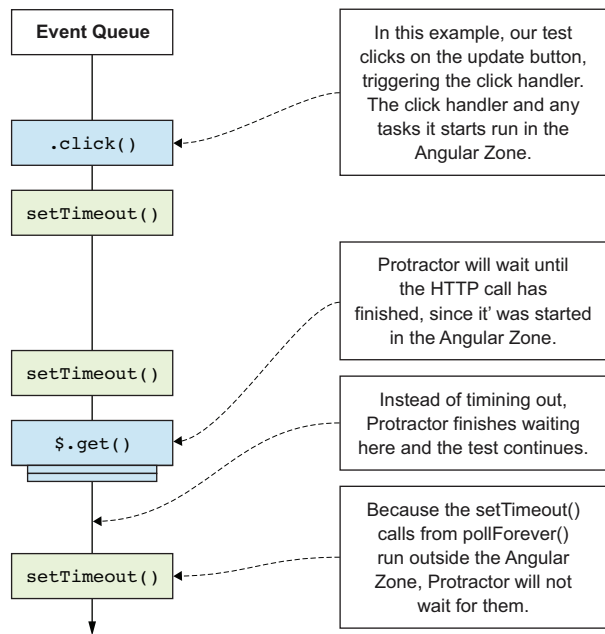 Event Queue
In this example, our test
clicks on the update button,
triggering the click handler.
The click handler and any
tasks it starts run in the
Angular Zone.
.click()
setTimeout()
Protractor will wait until
the HTTP call has
finished, since it' was started
in the Angular Zone.
setTimeout()
Instead of timining out,
Protractor finishes waiting
here and the test continues.
$.get()
Because the setTimeout()
calls from pollForever()
run outside the Angular
Zone, Protractor will not
wait for them.
setTimeout()